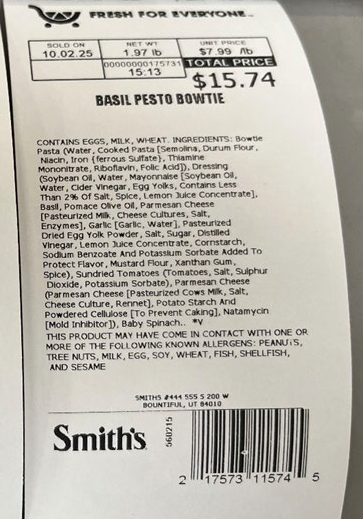 FRESH FOR EVERYONE™
SOLD ON NET WT UNIT PRICE
10.02.25 1.97 lb $7.99 /lb
00000000175731 TOTAL PRICE
15:13 $15.74
BASIL PESTO BOWTIE
CONTAINS EGGS, MILK, WHEAT. INGREDIENTS: Bowtie
Pasta (Water, Cooked Pasta [Semolina, Durum Flour,
Niacin, Iron {ferrous Sulfate}, Thiamine
Mononitrate, Riboflavin, Folic Acid]), Dressing
(Soybean Oil, Water, Mayonnaise [Soybean Oil,
Water, Cider Vinegar, Egg Yolks, Contains Less
Than 2% Of Salt, Spice, Lemon Juice Concentrate],
Basil, Pomace Olive Oil, Parmesan Cheese
[Pasteurized Milk, Cheese Cultures, Salt,
Enzymes], Garlic [Garlic, Water], Pasteurized
Dried Egg Yolk Powder, Salt, Sugar, Distilled
Vinegar, Lemon Juice Concentrate, Cornstarch,
Sodium Benzoate And Potassium Sorbate Added To
Protect Flavor, Mustard Flour, Xanthan Gum,
Spice), Sundried Tomatoes (Tomatoes, Salt, Sulphur
Dioxide, Potassium Sorbate), Parmesan Cheese
(Parmesan Cheese [Pasteurized Cows Milk, Salt,
Cheese Culture, Rennet], Potato Starch And
Powdered Cellulose [To Prevent Caking], Natamycin
[Mold Inhibitor]), Baby Spinach.. *V
THIS PRODUCT MAY HAVE COME IN CONTACT WITH ONE OR
MORE OF THE FOLLOWING KNOWN ALLERGENS: PEANUTS,
TREE NUTS, MILK, EGG, SOY, WHEAT, FISH, SHELLFISH,
AND SESAME
SMITHS #444 555 S 200 W
BOUNTIFUL, UT 84010
Smith's
560215
2 17573 11574 5